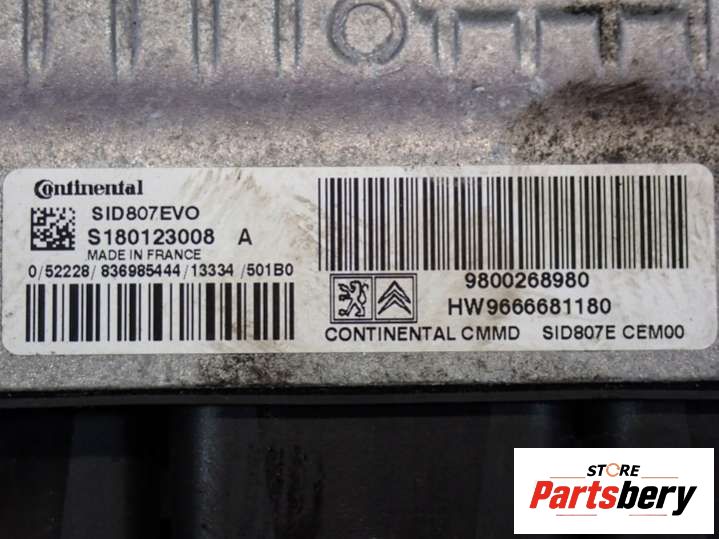 Continental
SID807EVO
S180123008 A
MADE IN FRANCE
0/52228/836985444/13334/501B0
9800268980
HW9666681180
CONTINENTAL CMMD SID807E CEM00
STORE
Partsbery